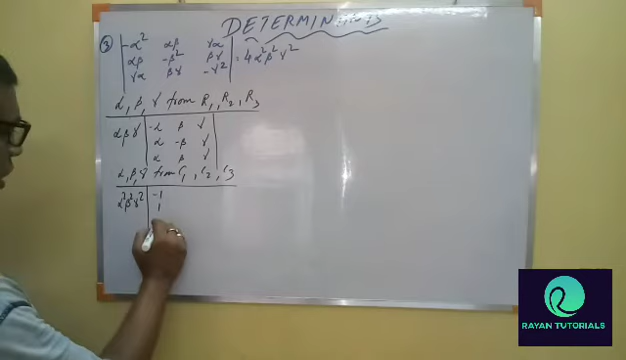 DETERMINANTS
③ | -α² αβ γα |
| αβ -β² βγ | = 4α²β²γ²
| γα βγ -γ² |
α, β, γ from R₁, R₂, R₃
αβγ | -α β γ |
| α -β γ |
| α β γ |
α, β, γ from C₁, C₂, C₃
α²β²γ² | -1
1
RAYAN TUTORIALS